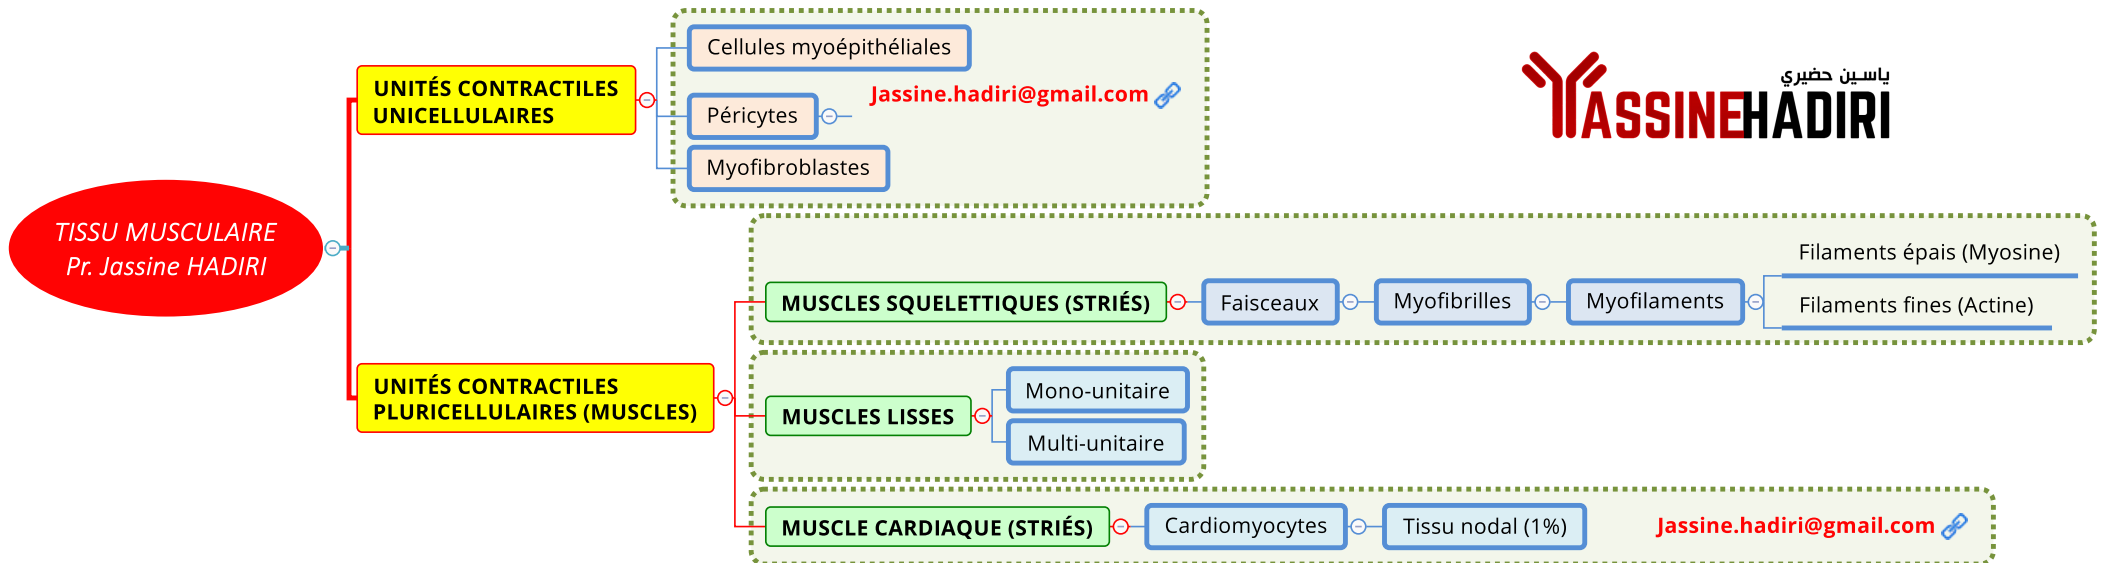 TISSU MUSCULAIRE
Pr. Jassine HADIRI
UNITÉS CONTRACTILES
UNICELLULAIRES
Cellules myoépithéliales
Péricytes
Jassine.hadiri@gmail.com
Myofibroblastes
ياسين حضيري
YASSINEHADIRI
UNITÉS CONTRACTILES
PLURICELLULAIRES (MUSCLES)
MUSCLES SQUELETTIQUES (STRIÉS)
Faisceaux
Myofibrilles
Myofilaments
Filaments épais (Myosine)
Filaments fines (Actine)
MUSCLES LISSES
Mono-unitaire
Multi-unitaire
MUSCLE CARDIAQUE (STRIÉS)
Cardiomyocytes
Tissu nodal (1%)
Jassine.hadiri@gmail.com